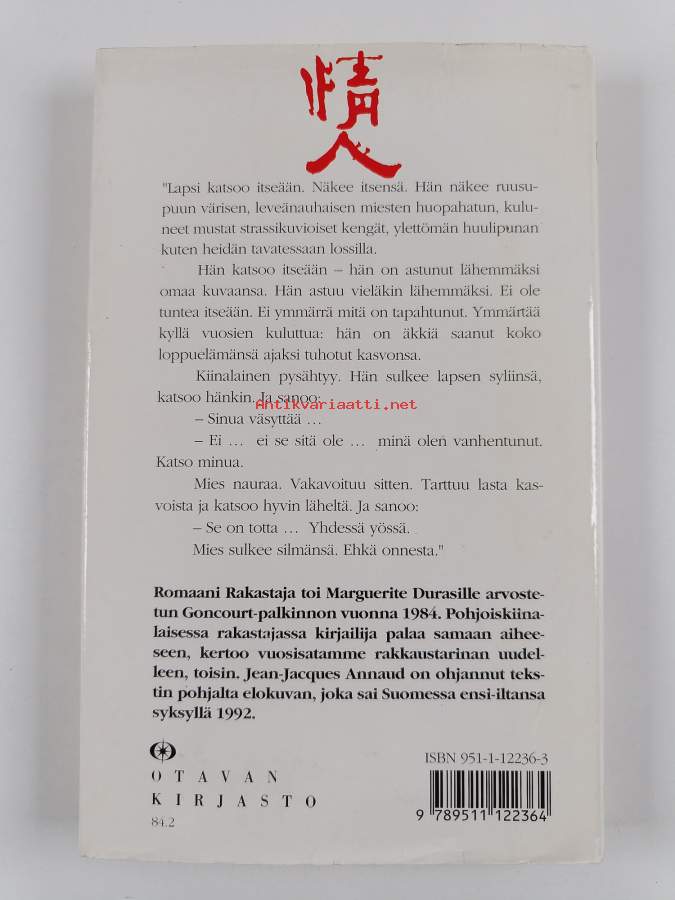 情
人
"Lapsi katsoo itseään. Näkee itsensä. Hän näkee ruusu-
puun värisen, leveänauhaisen miesten huopahatun, kulu-
neet mustat strassikuvioiset kengät, ylettömän huulipunan
kuten heidän tavatessaan lossilla.
Hän katsoo itseään – hän on astunut lähemmäksi
omaa kuvaansa. Hän astuu vieläkin lähemmäksi. Ei ole
tuntea itseään. Ei ymmärrä mitä on tapahtunut. Ymmärtää
kyllä vuosien kuluttua: hän on äkkiä saanut koko
loppuelämänsä ajaksi tuhotut kasvonsa.
Kiinalainen pysähtyy. Hän sulkee lapsen syliinsä,
katsoo hänkin. Ja sanoo:
Antikvariaatti.net
– Sinua väsyttää ...
– Ei ... ei se sitä ole ... minä olen vanhentunut.
Katso minua.
Mies nauraa. Vakavoituu sitten. Tarttuu lasta kas-
voista ja katsoo hyvin läheltä. Ja sanoo:
– Se on totta ... Yhdessä yössä.
Mies sulkee silmänsä. Ehkä onnesta."
Romaani Rakastaja toi Marguerite Durasille arvoste-
tun Goncourt-palkinnon vuonna 1984. Pohjoiskiina-
laisessa rakastajassa kirjailija palaa samaan aihee-
seen, kertoo vuosisatamme rakkaustarinan uudel-
leen, toisin. Jean-Jacques Annaud on ohjannut teks-
tin pohjalta elokuvan, joka sai Suomessa ensi-iltansa
syksyllä 1992.
OTAVAN
KIRJASTO
84.2
ISBN 951-1-12236-3
9 789511 122364